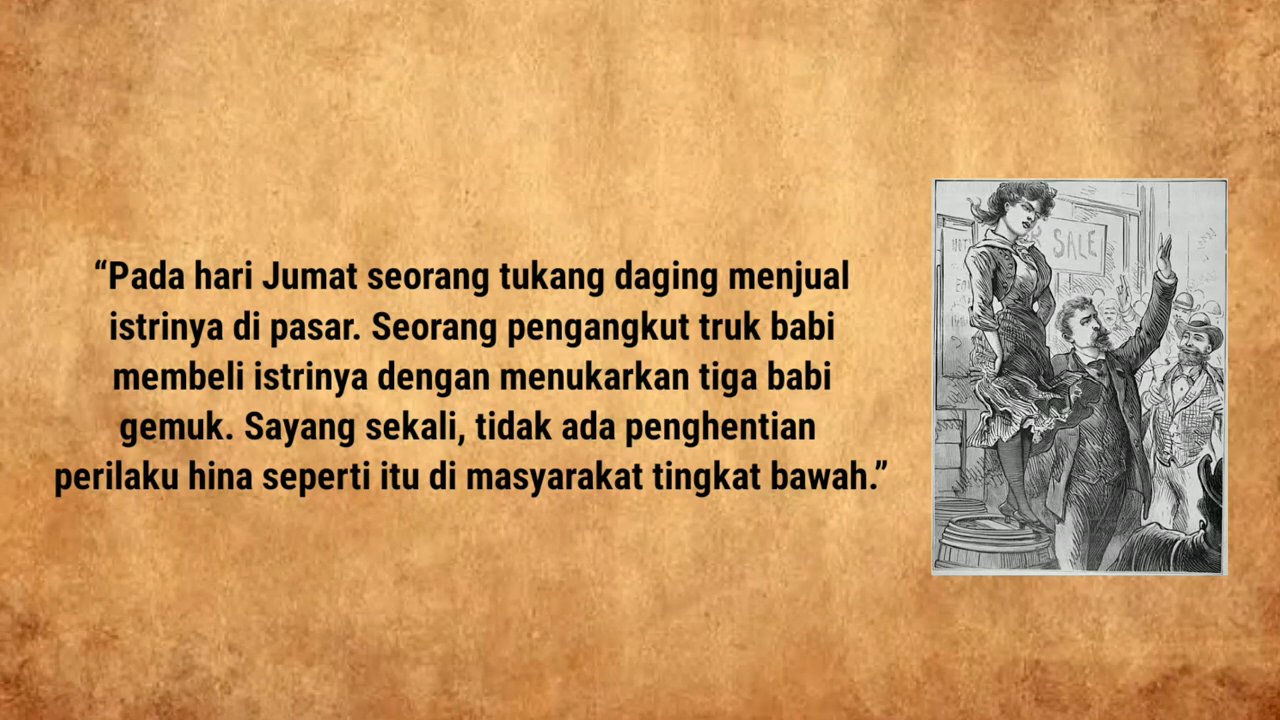 “Pada hari Jumat seorang tukang daging menjual
istrinya di pasar. Seorang pengangkut truk babi
membeli istrinya dengan menukarkan tiga babi
gemuk. Sayang sekali, tidak ada penghentian
perilaku hina seperti itu di masyarakat tingkat bawah.”
SALE